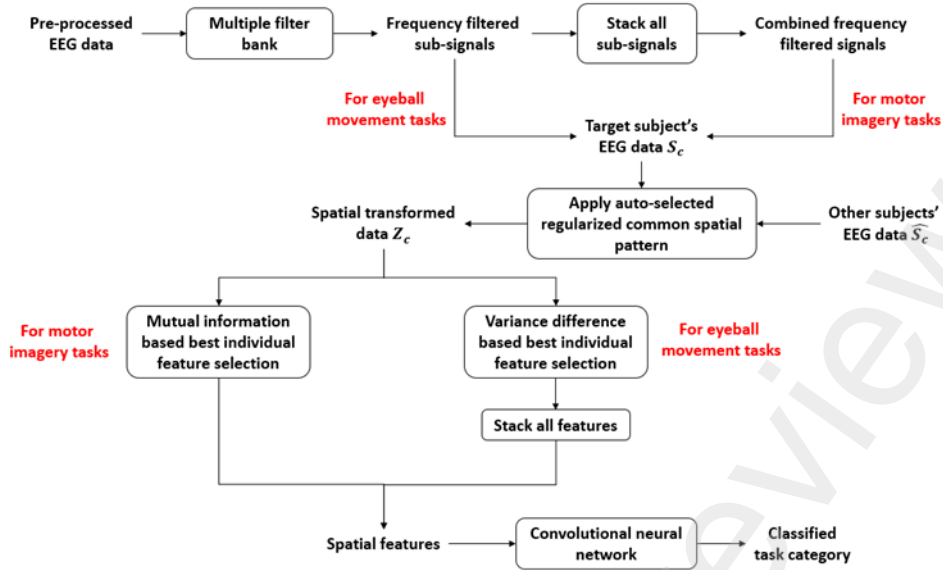 Pre-processed
EEG data
Multiple filter
bank
Frequency filtered
sub-signals
Stack all
sub-signals
Combined frequency
filtered signals
For eyeball
movement tasks
For motor
imagery tasks
Target subject's
EEG data S_c
Spatial transformed
data Z_c
Apply auto-selected
regularized common spatial
pattern
Other subjects'
EEG data \widehat{S_c}
For motor
imagery tasks
Mutual information
based best individual
feature selection
Variance difference
based best individual
feature selection
For eyeball
movement tasks
Stack all features
Spatial features
Convolutional neural
network
Classified
task category
review